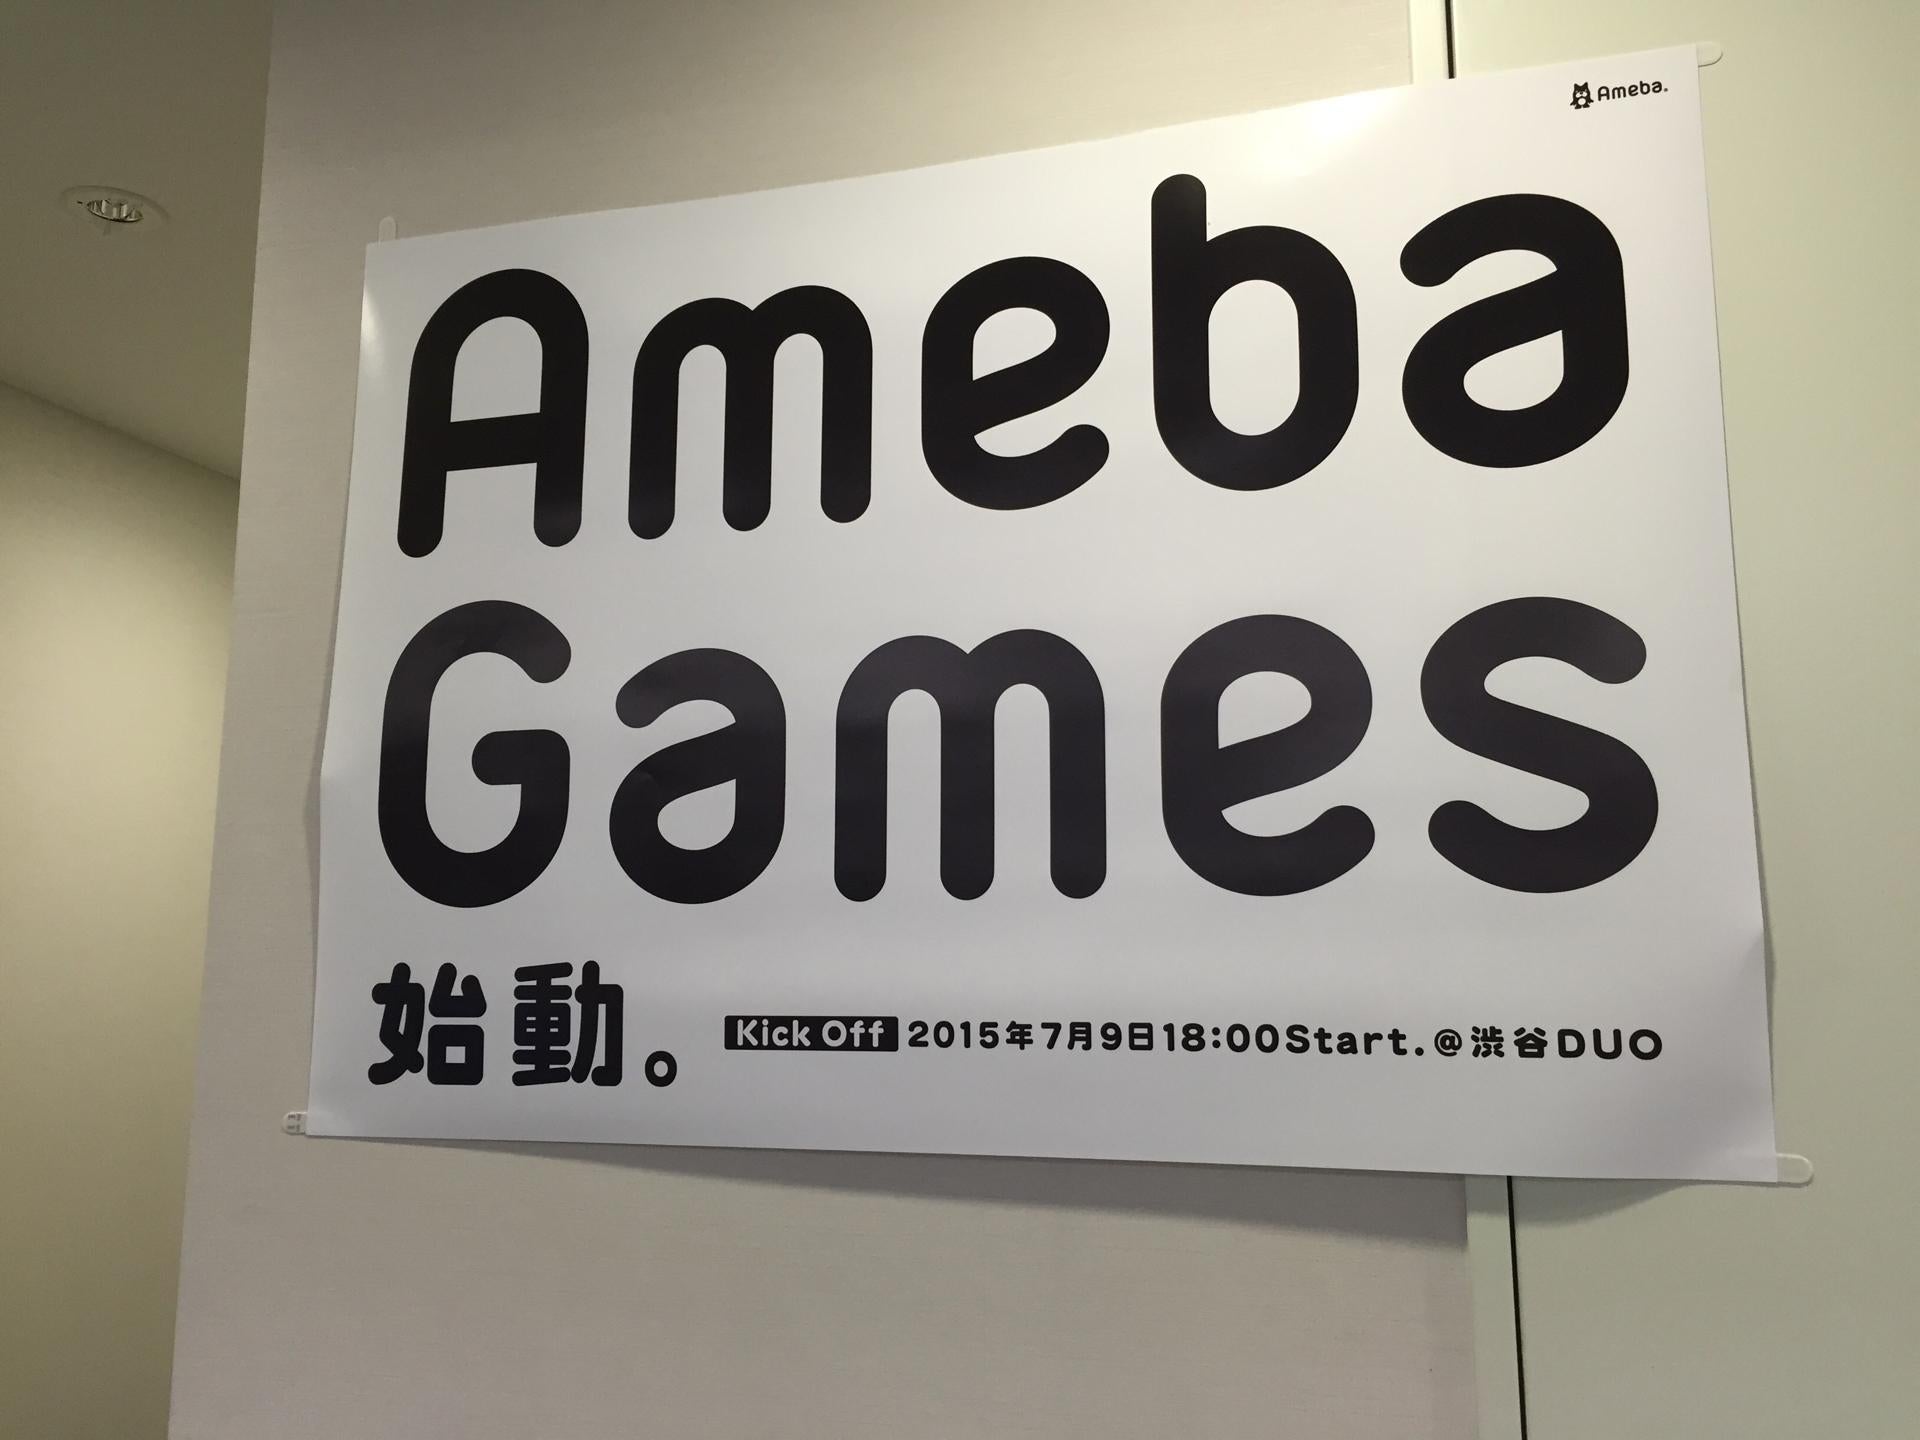 Ameba.
Ameba
Games
始動。
Kick Off 2015年7月9日18:00Start.@渋谷DUO